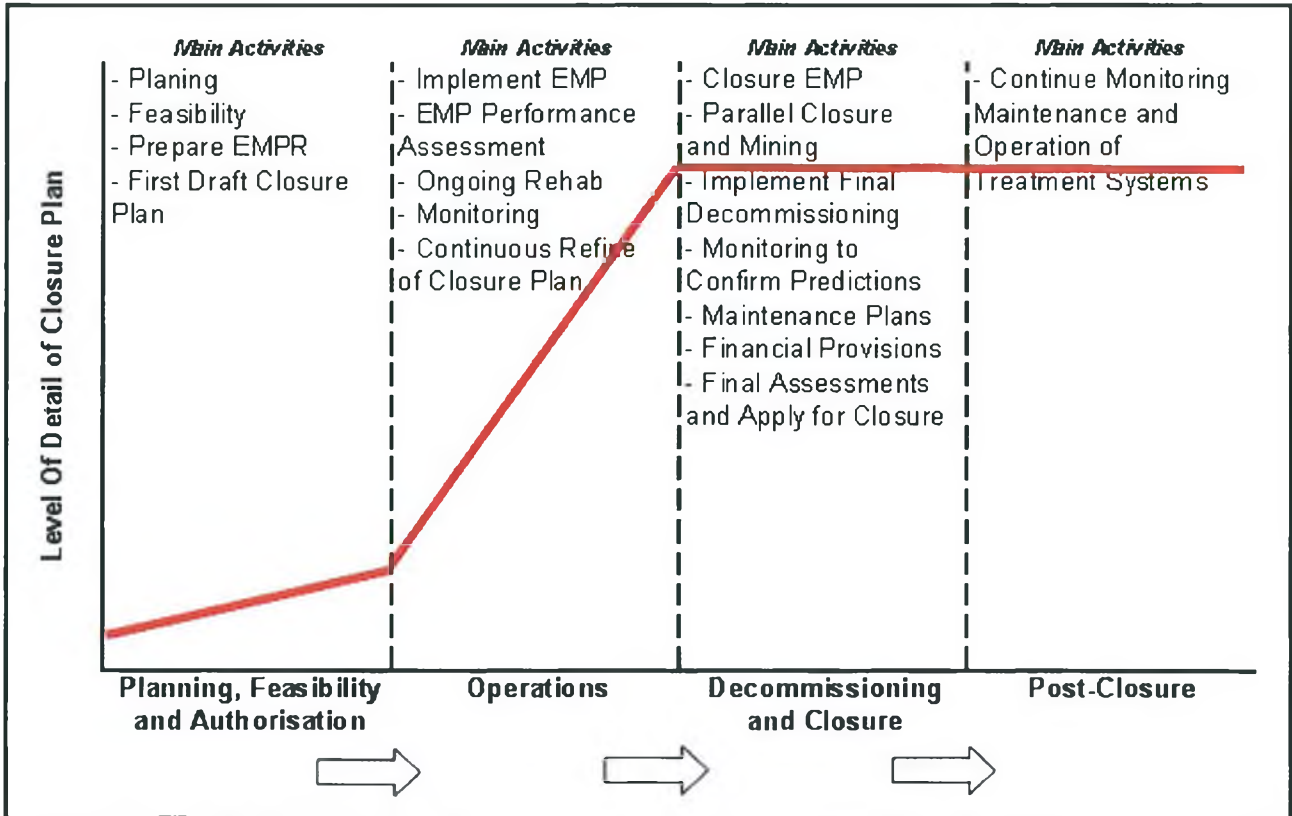 Level Of Detail of Closure Plan
Main Activities
- Planing
- Feasibility
- Prepare EMPR
- First Draft Closure
Plan
Main Activities
- Implement EMP
- EMP Performance
Assessment
- Ongoing Rehab
- Monitoring
- Continuous Refine
of Closure Plan
Main Activities
- Closure EMP
- Parallel Closure
and Mining
- Implement Final
Decommissioning
- Monitoring to
Confirm Predictions
- Maintenance Plans
- Financial Provisions
- Final Assessments
and Apply for Closure
Main Activities
- Continue Monitoring
Maintenance and
Operation of
Treatment Systems
Planning, Feasibility
and Authorisation
Operations
Decommissioning
and Closure
Post-Closure